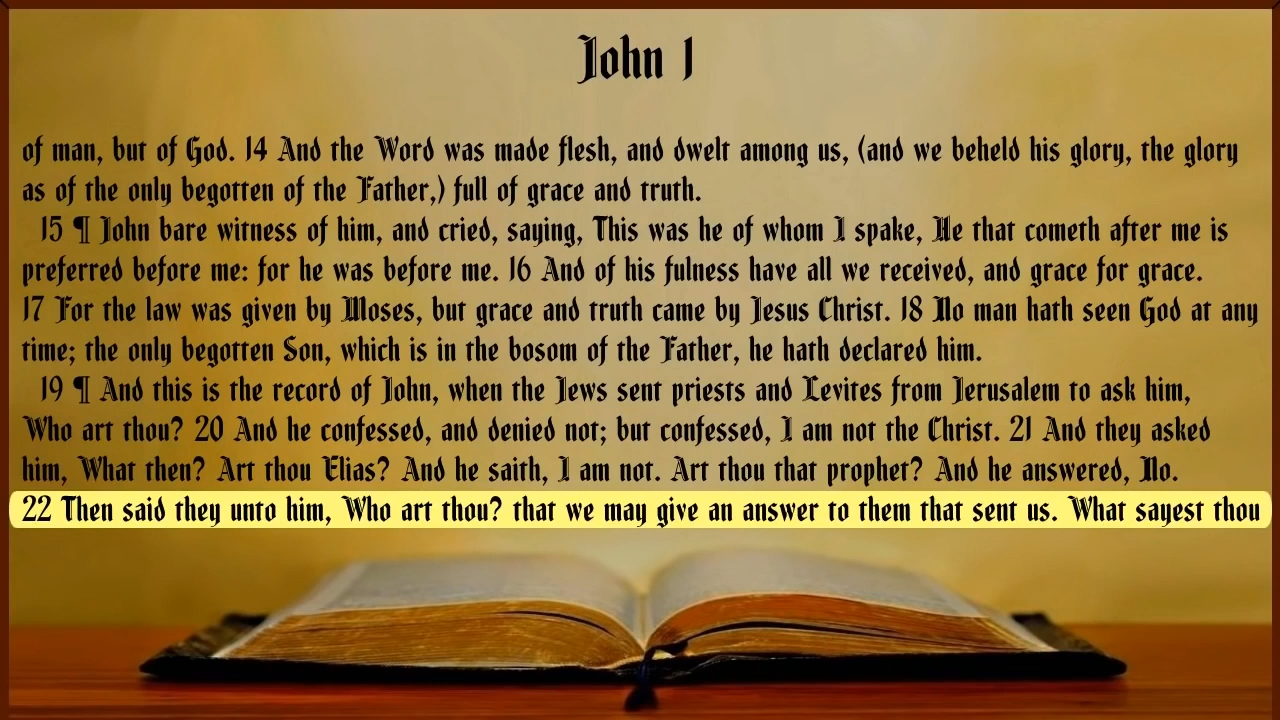 John 1
of man, but of God. 14 And the Word was made flesh, and dwelt among us, (and we beheld his glory, the glory
as of the only begotten of the Father,) full of grace and truth.
15 ¶ John bare witness of him, and cried, saying, This was he of whom I spake, He that cometh after me is
preferred before me: for he was before me. 16 And of his fulness have all we received, and grace for grace.
17 For the law was given by Moses, but grace and truth came by Jesus Christ. 18 No man hath seen God at any
time; the only begotten Son, which is in the bosom of the Father, he hath declared him.
19 ¶ And this is the record of John, when the Jews sent priests and Levites from Jerusalem to ask him,
Who art thou? 20 And he confessed, and denied not; but confessed, I am not the Christ. 21 And they asked
him, What then? Art thou Elias? And he saith, I am not. Art thou that prophet? And he answered, No.
22 Then said they unto him, Who art thou? that we may give an answer to them that sent us. What sayest thou